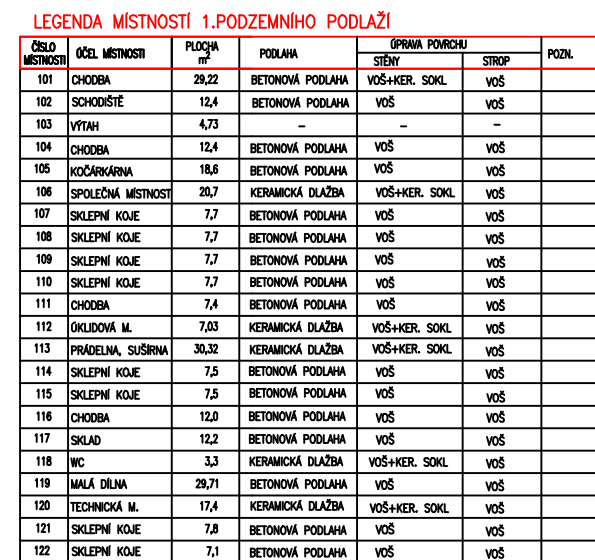 LEGENDA MÍSTNOSTÍ 1.PODZEMNÍHO PODLAŽÍ
ČÍSLO MÍSTNOSTI ÚČEL MÍSTNOSTI PLOCHA m² PODLAHA ÚPRAVA POVRCHU POZN.
STĚNY STROP
101 CHODBA 29,22 BETONOVÁ PODLAHA VOŠ+KER. SOKL VOŠ
102 SCHODIŠTĚ 12,4 BETONOVÁ PODLAHA VOŠ VOŠ
103 VÝTAH 4,73 – – –
104 CHODBA 12,4 BETONOVÁ PODLAHA VOŠ VOŠ
105 KOČÁRKÁRNA 18,6 BETONOVÁ PODLAHA VOŠ VOŠ
106 SPOLEČNÁ MÍSTNOST 20,7 KERAMICKÁ DLAŽBA VOŠ+KER. SOKL VOŠ
107 SKLEPNÍ KOJE 7,7 BETONOVÁ PODLAHA VOŠ VOŠ
108 SKLEPNÍ KOJE 7,7 BETONOVÁ PODLAHA VOŠ VOŠ
109 SKLEPNÍ KOJE 7,7 BETONOVÁ PODLAHA VOŠ VOŠ
110 SKLEPNÍ KOJE 7,7 BETONOVÁ PODLAHA VOŠ VOŠ
111 CHODBA 7,4 BETONOVÁ PODLAHA VOŠ VOŠ
112 ÚKLIDOVÁ M. 7,03 KERAMICKÁ DLAŽBA VOŠ+KER. SOKL VOŠ
113 PRÁDELNA, SUŠÍRNA 30,32 KERAMICKÁ DLAŽBA VOŠ+KER. SOKL VOŠ
114 SKLEPNÍ KOJE 7,5 BETONOVÁ PODLAHA VOŠ VOŠ
115 SKLEPNÍ KOJE 7,5 BETONOVÁ PODLAHA VOŠ VOŠ
116 CHODBA 12,0 BETONOVÁ PODLAHA VOŠ VOŠ
117 SKLAD 12,2 BETONOVÁ PODLAHA VOŠ VOŠ
118 WC 3,3 KERAMICKÁ DLAŽBA VOŠ+KER. SOKL VOŠ
119 MALÁ DÍLNA 29,71 BETONOVÁ PODLAHA VOŠ VOŠ
120 TECHNICKÁ M. 17,4 KERAMICKÁ DLAŽBA VOŠ+KER. SOKL VOŠ
121 SKLEPNÍ KOJE 7,8 BETONOVÁ PODLAHA VOŠ VOŠ
122 SKLEPNÍ KOJE 7,1 BETONOVÁ PODLAHA VOŠ VOŠ